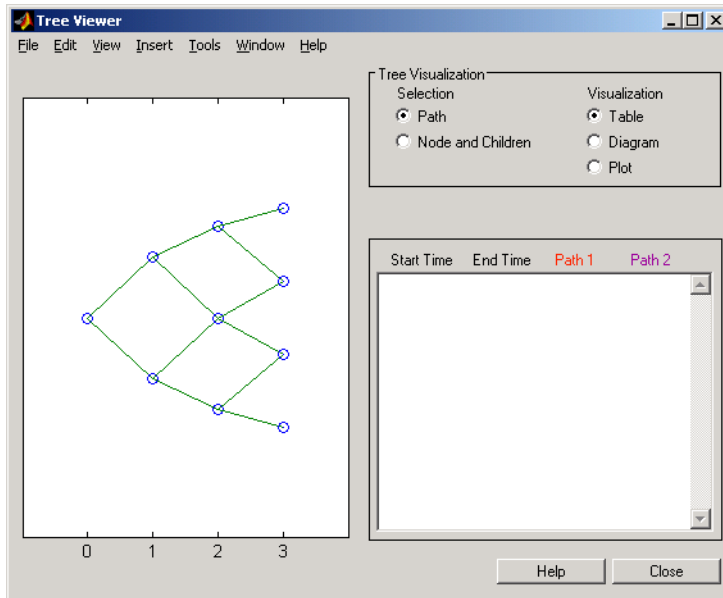 Tree Viewer
File Edit View Insert Tools Window Help
Tree Visualization
Selection
Path
Node and Children
Visualization
Table
Diagram
Plot
Start Time End Time Path 1 Path 2
0 1 2 3
Help Close